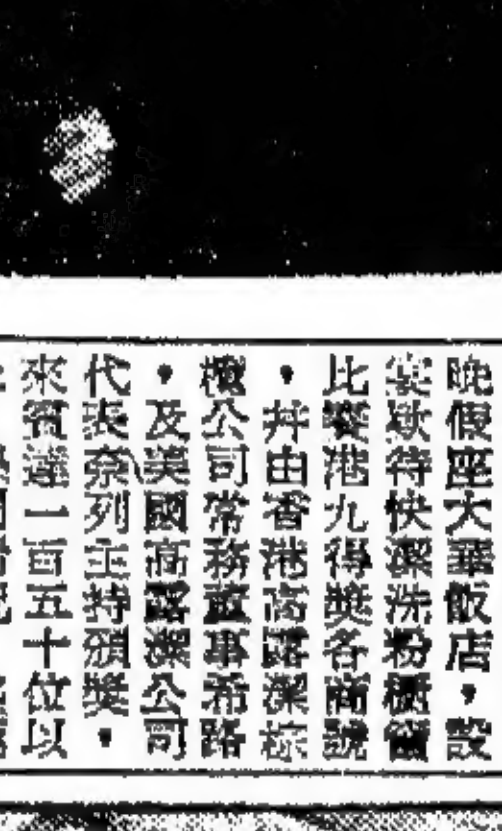 晚假座大華飯店，設
宴欵待快潔洗粉櫥窗
比賽港九得獎各商號
，并由香港高露潔棕
欖公司常務董事希路
，及美國高露潔公司
代表奈列主持頒獎。
來賓達一百五十位以